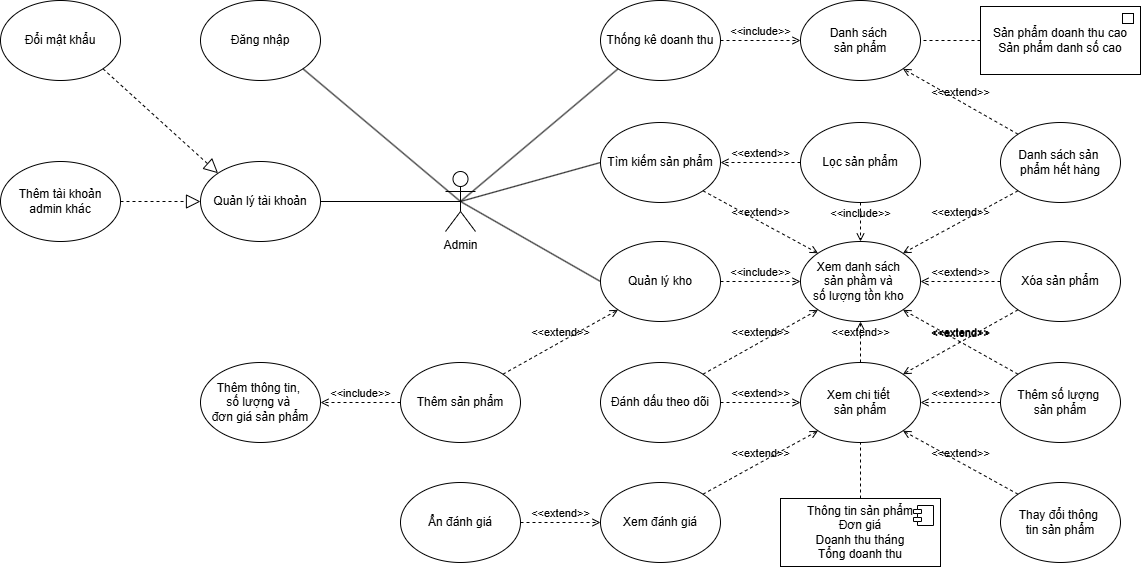 Đổi mật khẩu
Đăng nhập
Thống kê doanh thu
<<include>>
Danh sách
sản phẩm
Sản phẩm doanh thu cao
Sản phẩm danh số cao
<<extend>>
Thêm tài khoản
admin khác
Quản lý tài khoản
Admin
Tìm kiếm sản phẩm
<<extend>>
Lọc sản phẩm
Danh sách sản
phẩm hết hàng
<<extend>>
<<include>>
<<extend>>
Quản lý kho
<<include>>
Xem danh sách
sản phẩm và
số lượng tồn kho
<<extend>>
Xóa sản phẩm
<<extend>>
<<extend>>
<<extend>>
<<extend>>
Thêm thông tin,
số lượng và
đơn giá sản phẩm
<<include>>
Thêm sản phẩm
Đánh dấu theo dõi
<<extend>>
Xem chi tiết
sản phẩm
<<extend>>
Thêm số lượng
sản phẩm
<<extend>>
<<extend>>
Ẩn đánh giá
<<extend>>
Xem đánh giá
Thông tin sản phẩm
Đơn giá
Doanh thu tháng
Tổng doanh thu
Thay đổi thông
tin sản phẩm